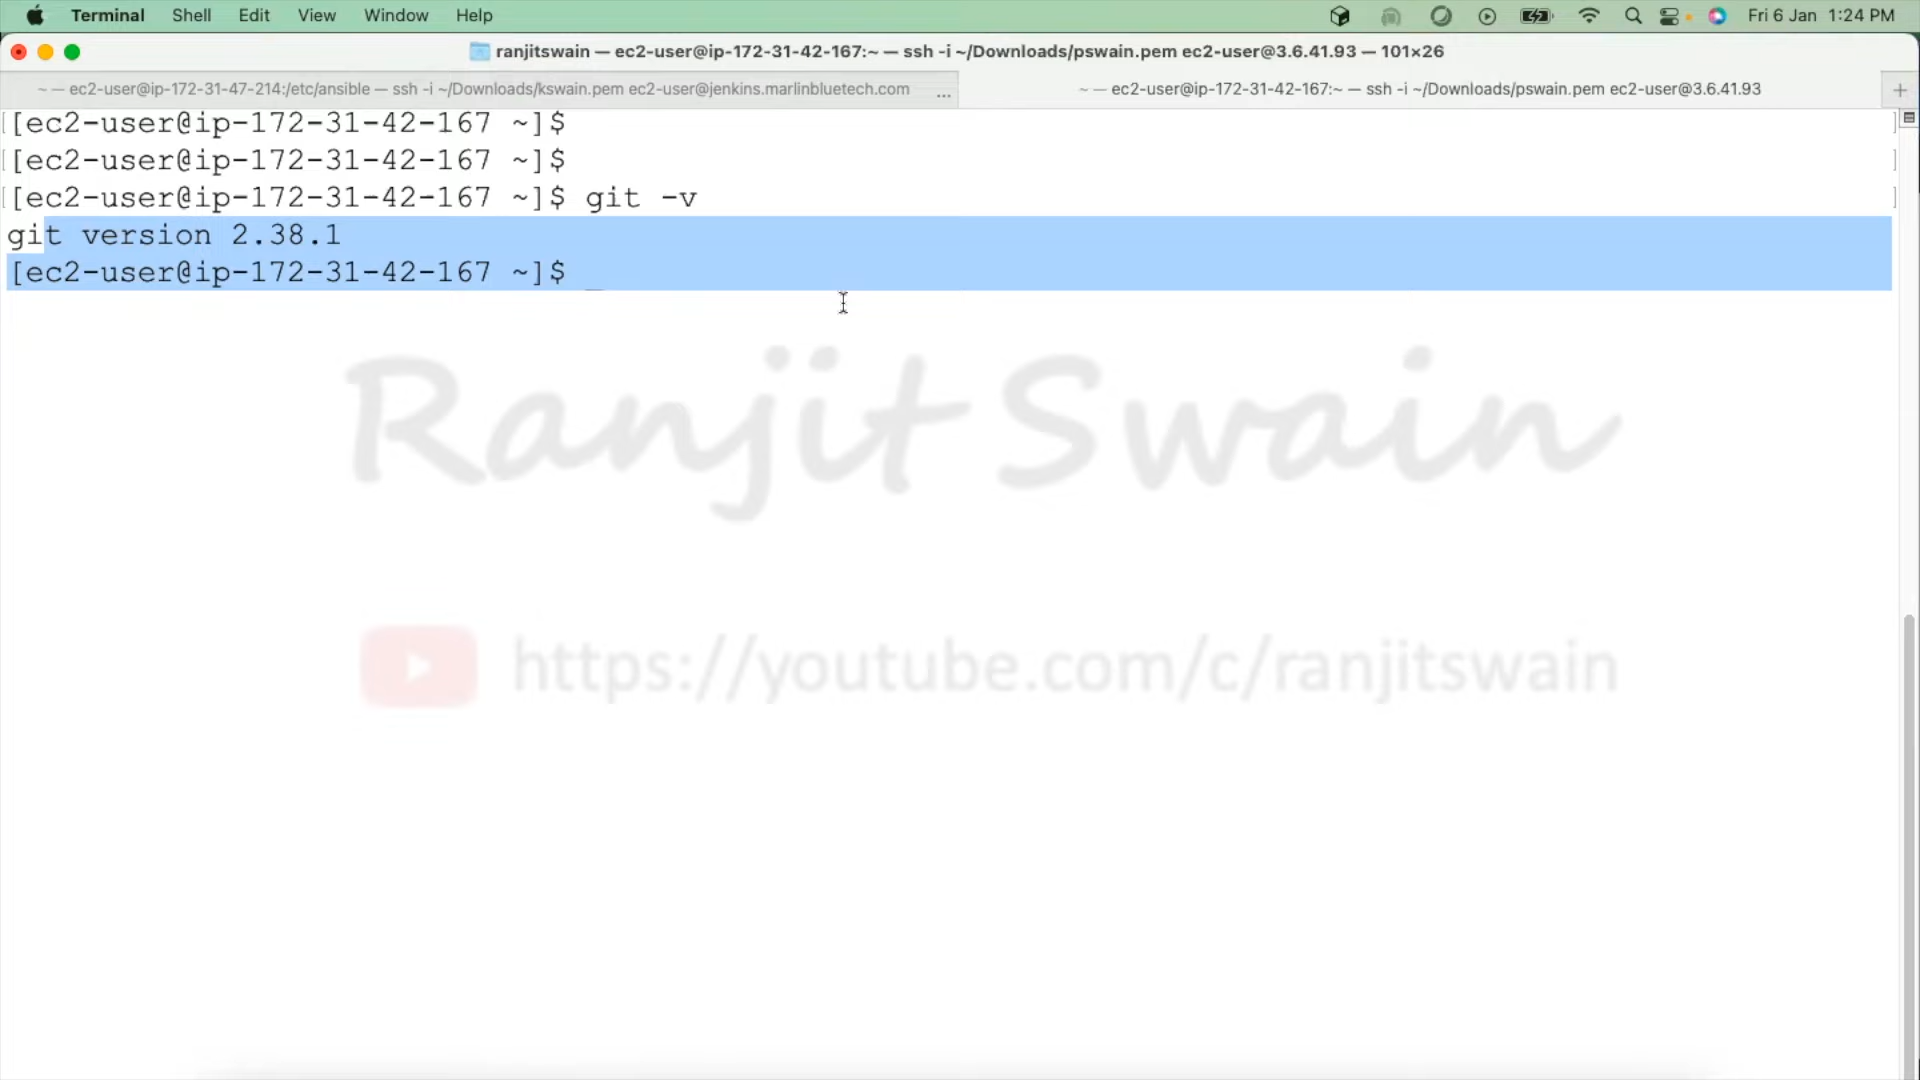 Terminal Shell Edit View Window Help Fri 6 Jan 1:24 PM
ranjitswain — ec2-user@ip-172-31-42-167:~ — ssh -i ~/Downloads/pswain.pem ec2-user@3.6.41.93 — 101×26
~ — ec2-user@ip-172-31-47-214:/etc/ansible — ssh -i ~/Downloads/kswain.pem ec2-user@jenkins.marlinbluetech.com ...
~ — ec2-user@ip-172-31-42-167:~ — ssh -i ~/Downloads/pswain.pem ec2-user@3.6.41.93 +
[[ec2-user@ip-172-31-42-167 ~]$ ]
[[ec2-user@ip-172-31-42-167 ~]$ ]
[[ec2-user@ip-172-31-42-167 ~]$ git -v ]
git version 2.38.1
[ec2-user@ip-172-31-42-167 ~]$
Ranjit Swain
https://youtube.com/c/ranjitswain